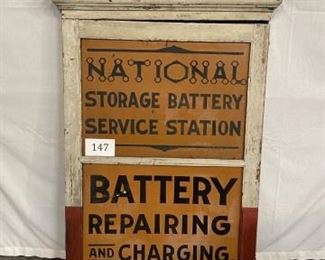 NATIONAL
STORAGE BATTERY
SERVICE STATION
147
BATTERY
REPAIRING
AND CHARGING